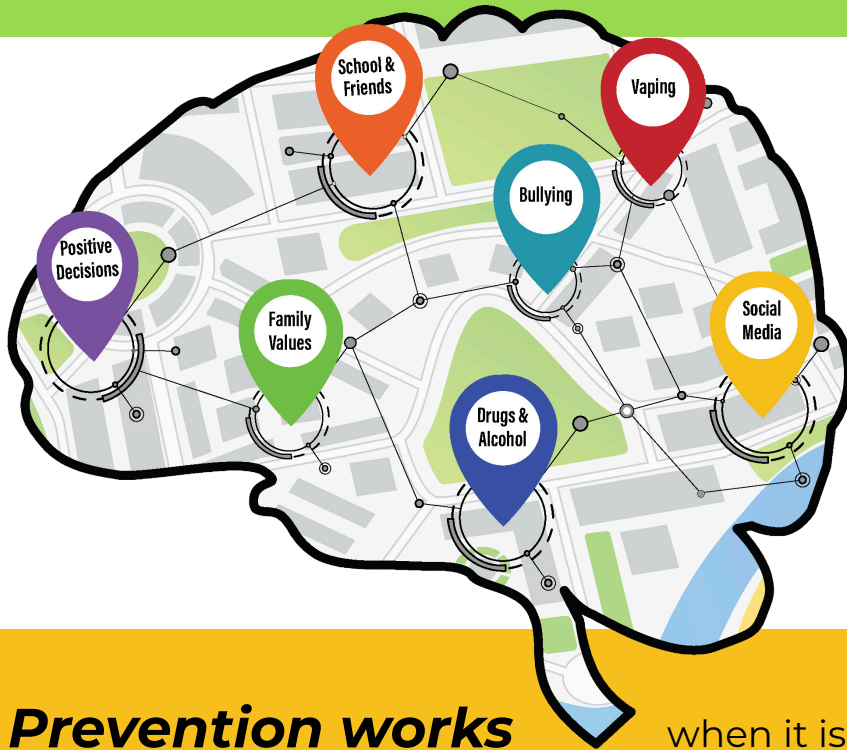 School &
Friends
Vaping
Bullying
Positive
Decisions
Family
Values
Social
Media
Drugs &
Alcohol
Prevention works when it is